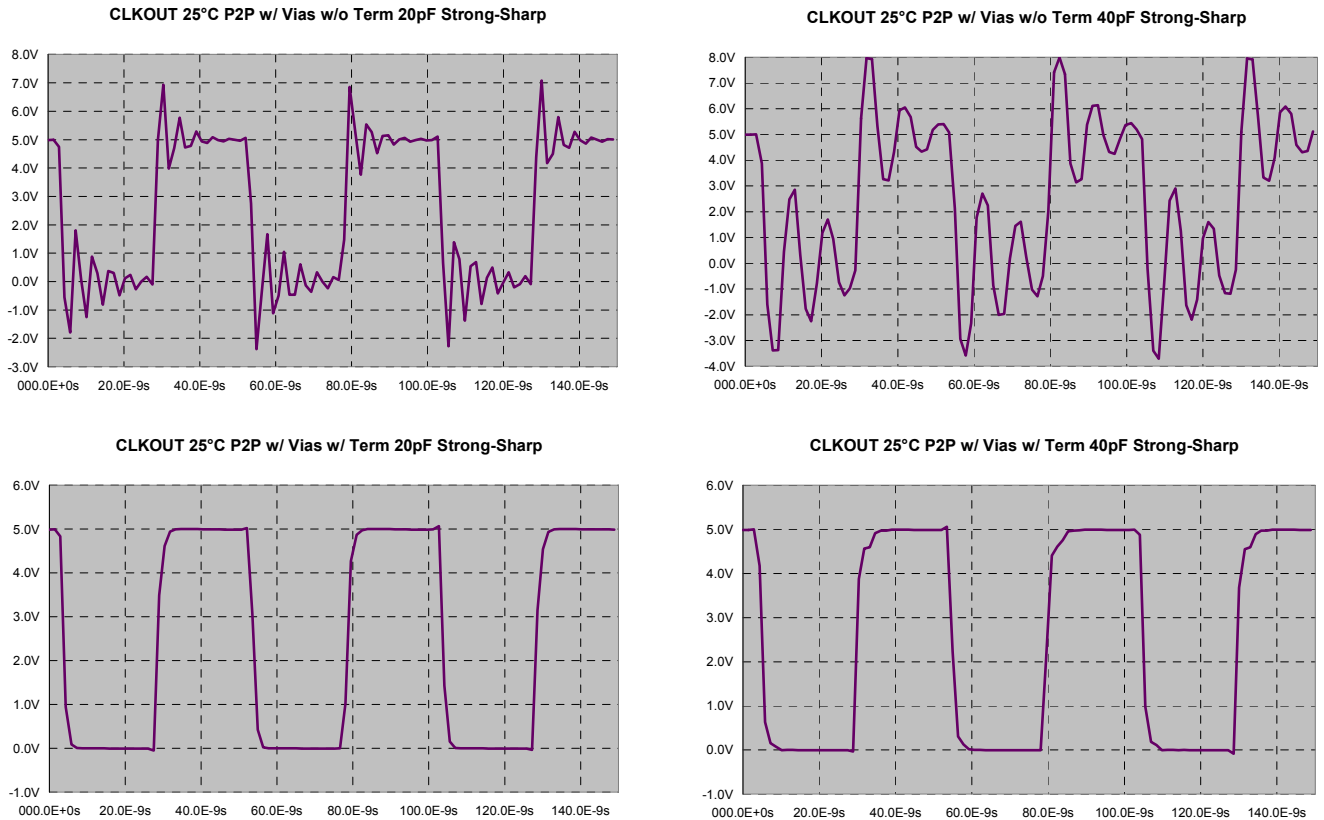 CLKOUT 25°C P2P w/ Vias w/o Term 20pF Strong-Sharp
8.0V
7.0V
6.0V
5.0V
4.0V
3.0V
2.0V
1.0V
0.0V
-1.0V
-2.0V
-3.0V
000.0E+0s 20.0E-9s 40.0E-9s 60.0E-9s 80.0E-9s 100.0E-9s 120.0E-9s 140.0E-9s
CLKOUT 25°C P2P w/ Vias w/o Term 40pF Strong-Sharp
8.0V
7.0V
6.0V
5.0V
4.0V
3.0V
2.0V
1.0V
0.0V
-1.0V
-2.0V
-3.0V
-4.0V
000.0E+0s 20.0E-9s 40.0E-9s 60.0E-9s 80.0E-9s 100.0E-9s 120.0E-9s 140.0E-9s
CLKOUT 25°C P2P w/ Vias w/ Term 20pF Strong-Sharp
6.0V
5.0V
4.0V
3.0V
2.0V
1.0V
0.0V
-1.0V
000.0E+0s 20.0E-9s 40.0E-9s 60.0E-9s 80.0E-9s 100.0E-9s 120.0E-9s 140.0E-9s
CLKOUT 25°C P2P w/ Vias w/ Term 40pF Strong-Sharp
6.0V
5.0V
4.0V
3.0V
2.0V
1.0V
0.0V
-1.0V
000.0E+0s 20.0E-9s 40.0E-9s 60.0E-9s 80.0E-9s 100.0E-9s 120.0E-9s 140.0E-9s